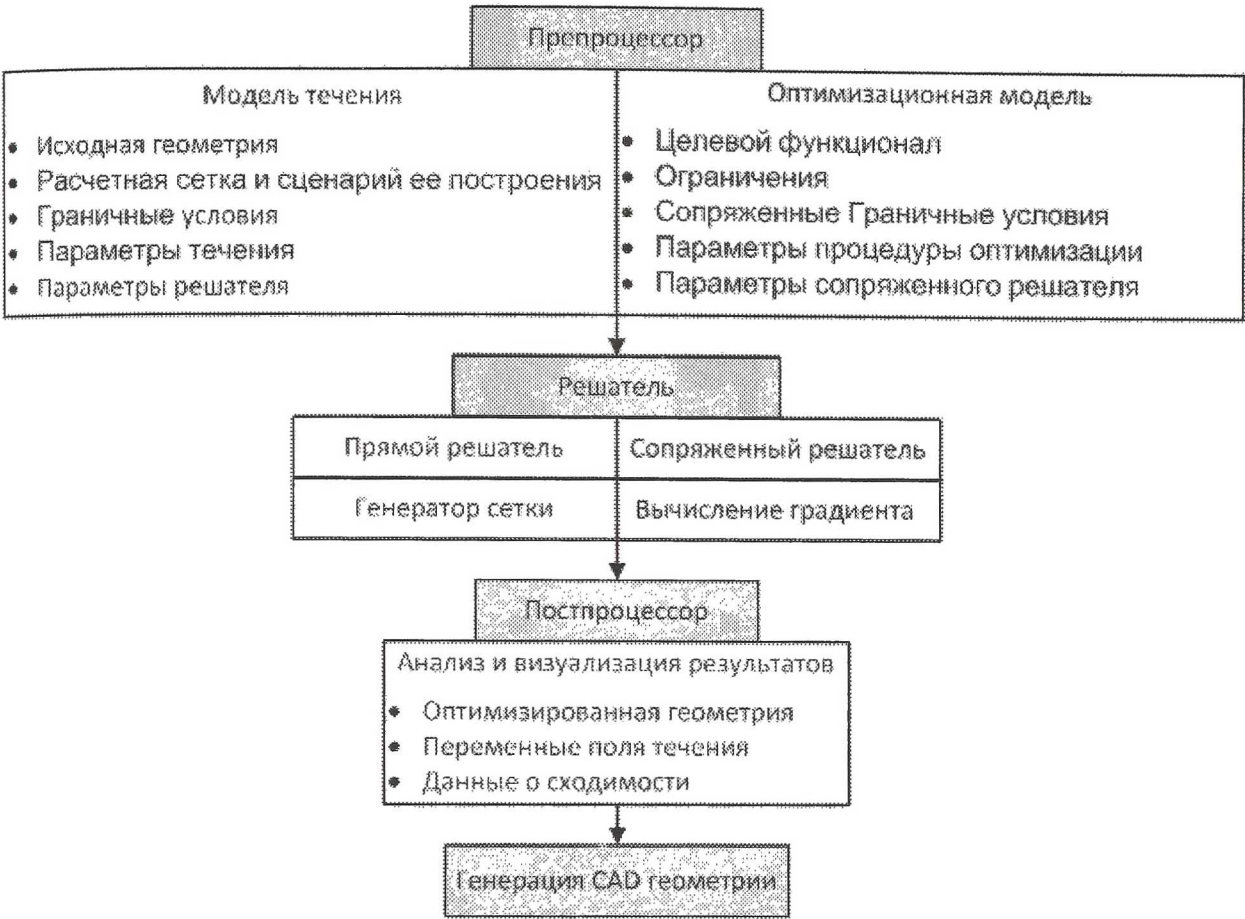 Препроцессор
Модель течения
• Исходная геометрия
• Расчетная сетка и сценарий ее построения
• Граничные условия
• Параметры течения
• Параметры решателя
Оптимизационная модель
• Целевой функционал
• Ограничения
• Сопряженные Граничные условия
• Параметры процедуры оптимизации
• Параметры сопряженного решателя
Решатель
Прямой решатель
Сопряженный решатель
Генератор сетки
Вычисление градиента
Постпроцессор
Анализ и визуализация результатов
• Оптимизированная геометрия
• Переменные поля течения
• Данные о сходимости
Генерация CAD геометрии